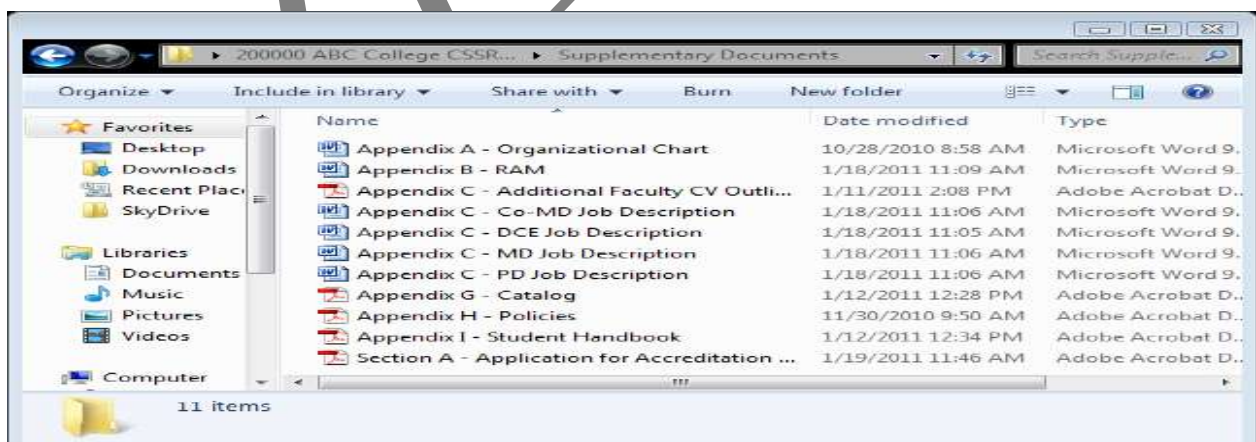 200000 ABC College CSSR... Supplementary Documents Search Supple...
Organize Include in library Share with Burn New folder
Favorites
Desktop
Downloads
Recent Plac
SkyDrive
Libraries
Documents
Music
Pictures
Videos
Computer
Name Date modified Type
Appendix A - Organizational Chart 10/28/2010 8:58 AM Microsoft Word 9.
Appendix B - RAM 1/18/2011 11:09 AM Microsoft Word 9.
Appendix C - Additional Faculty CV Outli... 1/11/2011 2:08 PM Adobe Acrobat D..
Appendix C - Co-MD Job Description 1/18/2011 11:06 AM Microsoft Word 9.
Appendix C - DCE Job Description 1/18/2011 11:05 AM Microsoft Word 9.
Appendix C - MD Job Description 1/18/2011 11:06 AM Microsoft Word 9.
Appendix C - PD Job Description 1/18/2011 11:06 AM Microsoft Word 9.
Appendix G - Catalog 1/12/2011 12:28 PM Adobe Acrobat D..
Appendix H - Policies 11/30/2010 9:50 AM Adobe Acrobat D..
Appendix I - Student Handbook 1/12/2011 12:34 PM Adobe Acrobat D..
Section A - Application for Accreditation ... 1/19/2011 11:46 AM Adobe Acrobat D..
11 items